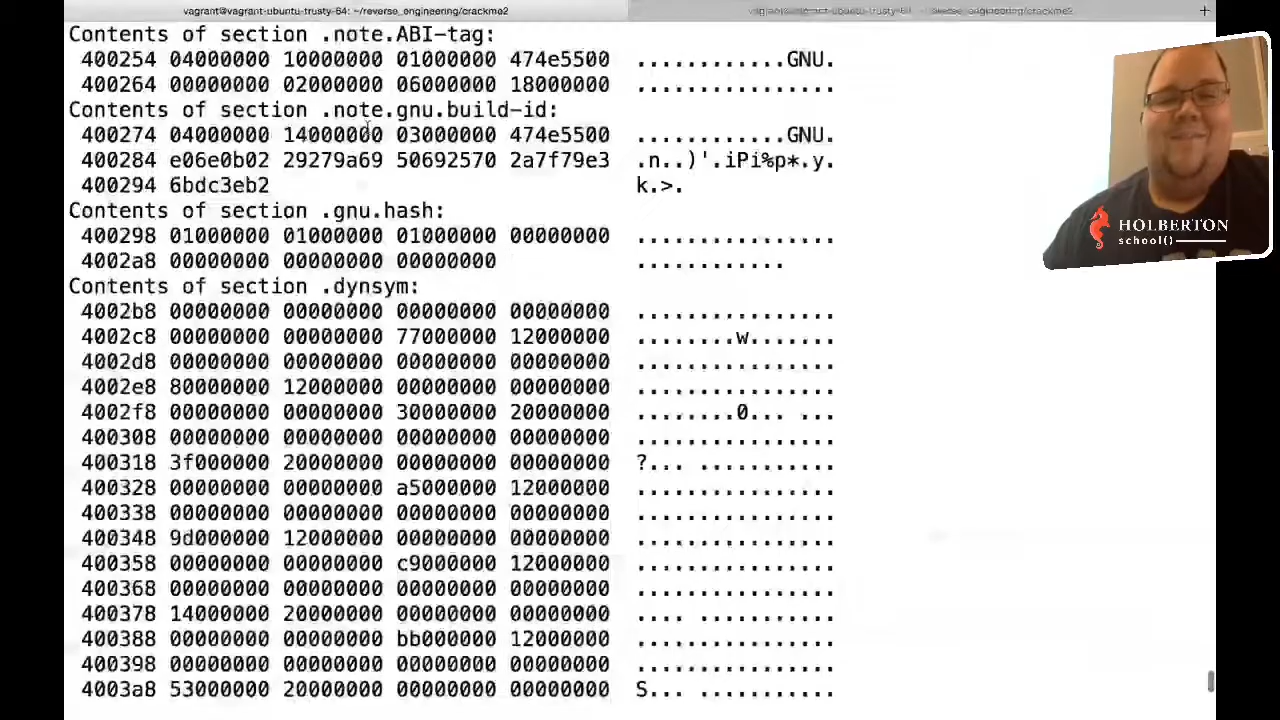 vagrant@vagrant-ubuntu-trusty-64: ~/reverse_engineering/crackme2
vagrant@vagrant-ubuntu-trusty-64: ~/reverse_engineering/crackme2
Contents of section .note.ABI-tag:
400254 04000000 10000000 01000000 474e5500 ............GNU.
400264 00000000 02000000 06000000 18000000 ................
Contents of section .note.gnu.build-id:
400274 04000000 14000000 03000000 474e5500 ............GNU.
400284 e06e0b02 29279a69 50692570 2a7f79e3 .n..)'.iPi%p*.y.
400294 6bdc3eb2 k.>.
Contents of section .gnu.hash:
400298 01000000 01000000 01000000 00000000 ................
4002a8 00000000 00000000 00000000 ............
Contents of section .dynsym:
4002b8 00000000 00000000 00000000 00000000 ................
4002c8 00000000 00000000 77000000 12000000 ........w.......
4002d8 00000000 00000000 00000000 00000000 ................
4002e8 80000000 12000000 00000000 00000000 ................
4002f8 00000000 00000000 30000000 20000000 ........0... ...
400308 00000000 00000000 00000000 00000000 ................
400318 3f000000 20000000 00000000 00000000 ?... ...........
400328 00000000 00000000 a5000000 12000000 ................
400338 00000000 00000000 00000000 00000000 ................
400348 9d000000 12000000 00000000 00000000 ................
400358 00000000 00000000 c9000000 12000000 ................
400368 00000000 00000000 00000000 00000000 ................
400378 14000000 20000000 00000000 00000000 .... ...........
400388 00000000 00000000 bb000000 12000000 ................
400398 00000000 00000000 00000000 00000000 ................
4003a8 53000000 20000000 00000000 00000000 S... ...........
HOLBERTON
school()